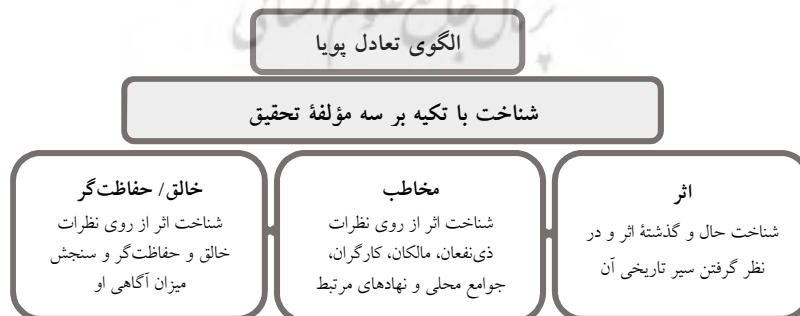 الگوی تعادل پویا
شناخت با تکیه بر سه مؤلفهٔ تحقیق
اثر
شناخت حال و گذشتهٔ اثر و در
نظر گرفتن سیر تاریخی آن
مخاطب
شناخت اثر از روی نظرات
ذی‌نفعان، مالکان، کارگران،
جوامع محلی و نهادهای مرتبط
خالق/ حفاظت‌گر
شناخت اثر از روی نظرات
خالق و حفاظت‌گر و سنجش
میزان آگاهی او